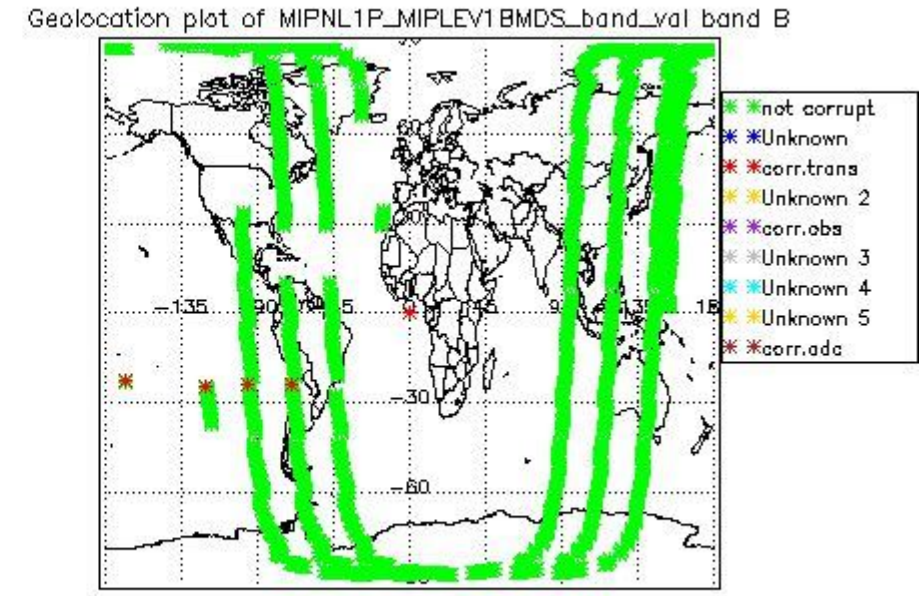 Geolocation plot of MIPNL1P_MIPLEV1BMDS_band_val band B
not corrupt
Unknown
corr.trans
Unknown 2
corr.obs
Unknown 3
Unknown 4
Unknown 5
corr.adc
60
-135
-30
-60